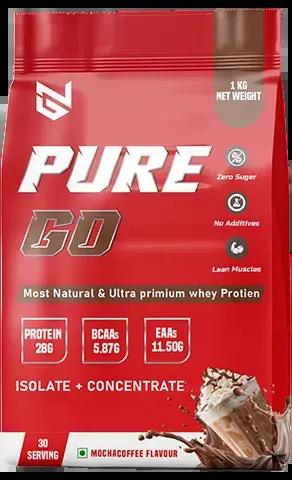 1 KG
NET WEIGHT
PURE
GO
Zero Suger
No Additives
Lean Muscles
Most Natural & Ultra primium whey Protien
PROTEIN
28G
BCAAs
5.87G
EAAs
11.50G
ISOLATE + CONCENTRATE
30
SERVING
MOCHACOFFEE FLAVOUR